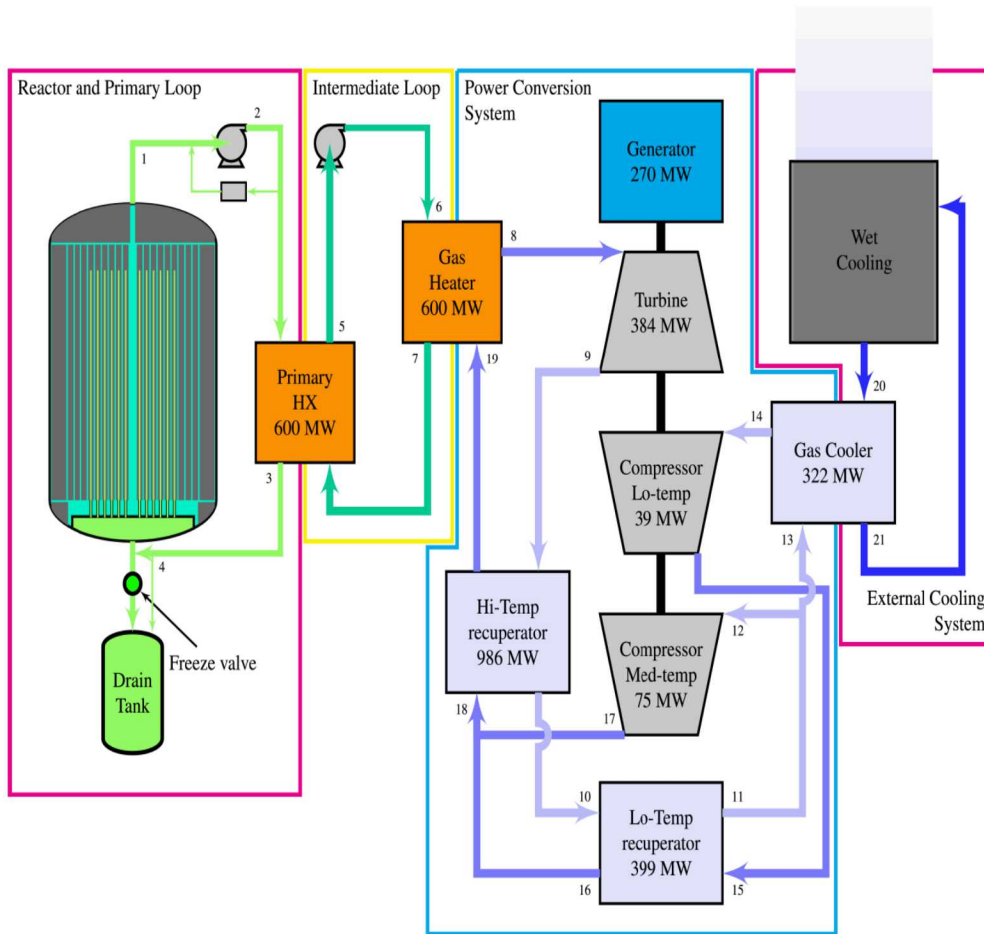 Reactor and Primary Loop
Intermediate Loop
Power Conversion
System
1
2
3
4
5
6
7
8
9
10
11
12
13
14
15
16
17
18
19
20
21
Generator
270 MW
Turbine
384 MW
Compressor
Lo-temp
39 MW
Compressor
Med-temp
75 MW
Gas
Heater
600 MW
Primary
HX
600 MW
Hi-Temp
recuperator
986 MW
Lo-Temp
recuperator
399 MW
Wet
Cooling
Gas Cooler
322 MW
External Cooling
System
Freeze valve
Drain
Tank